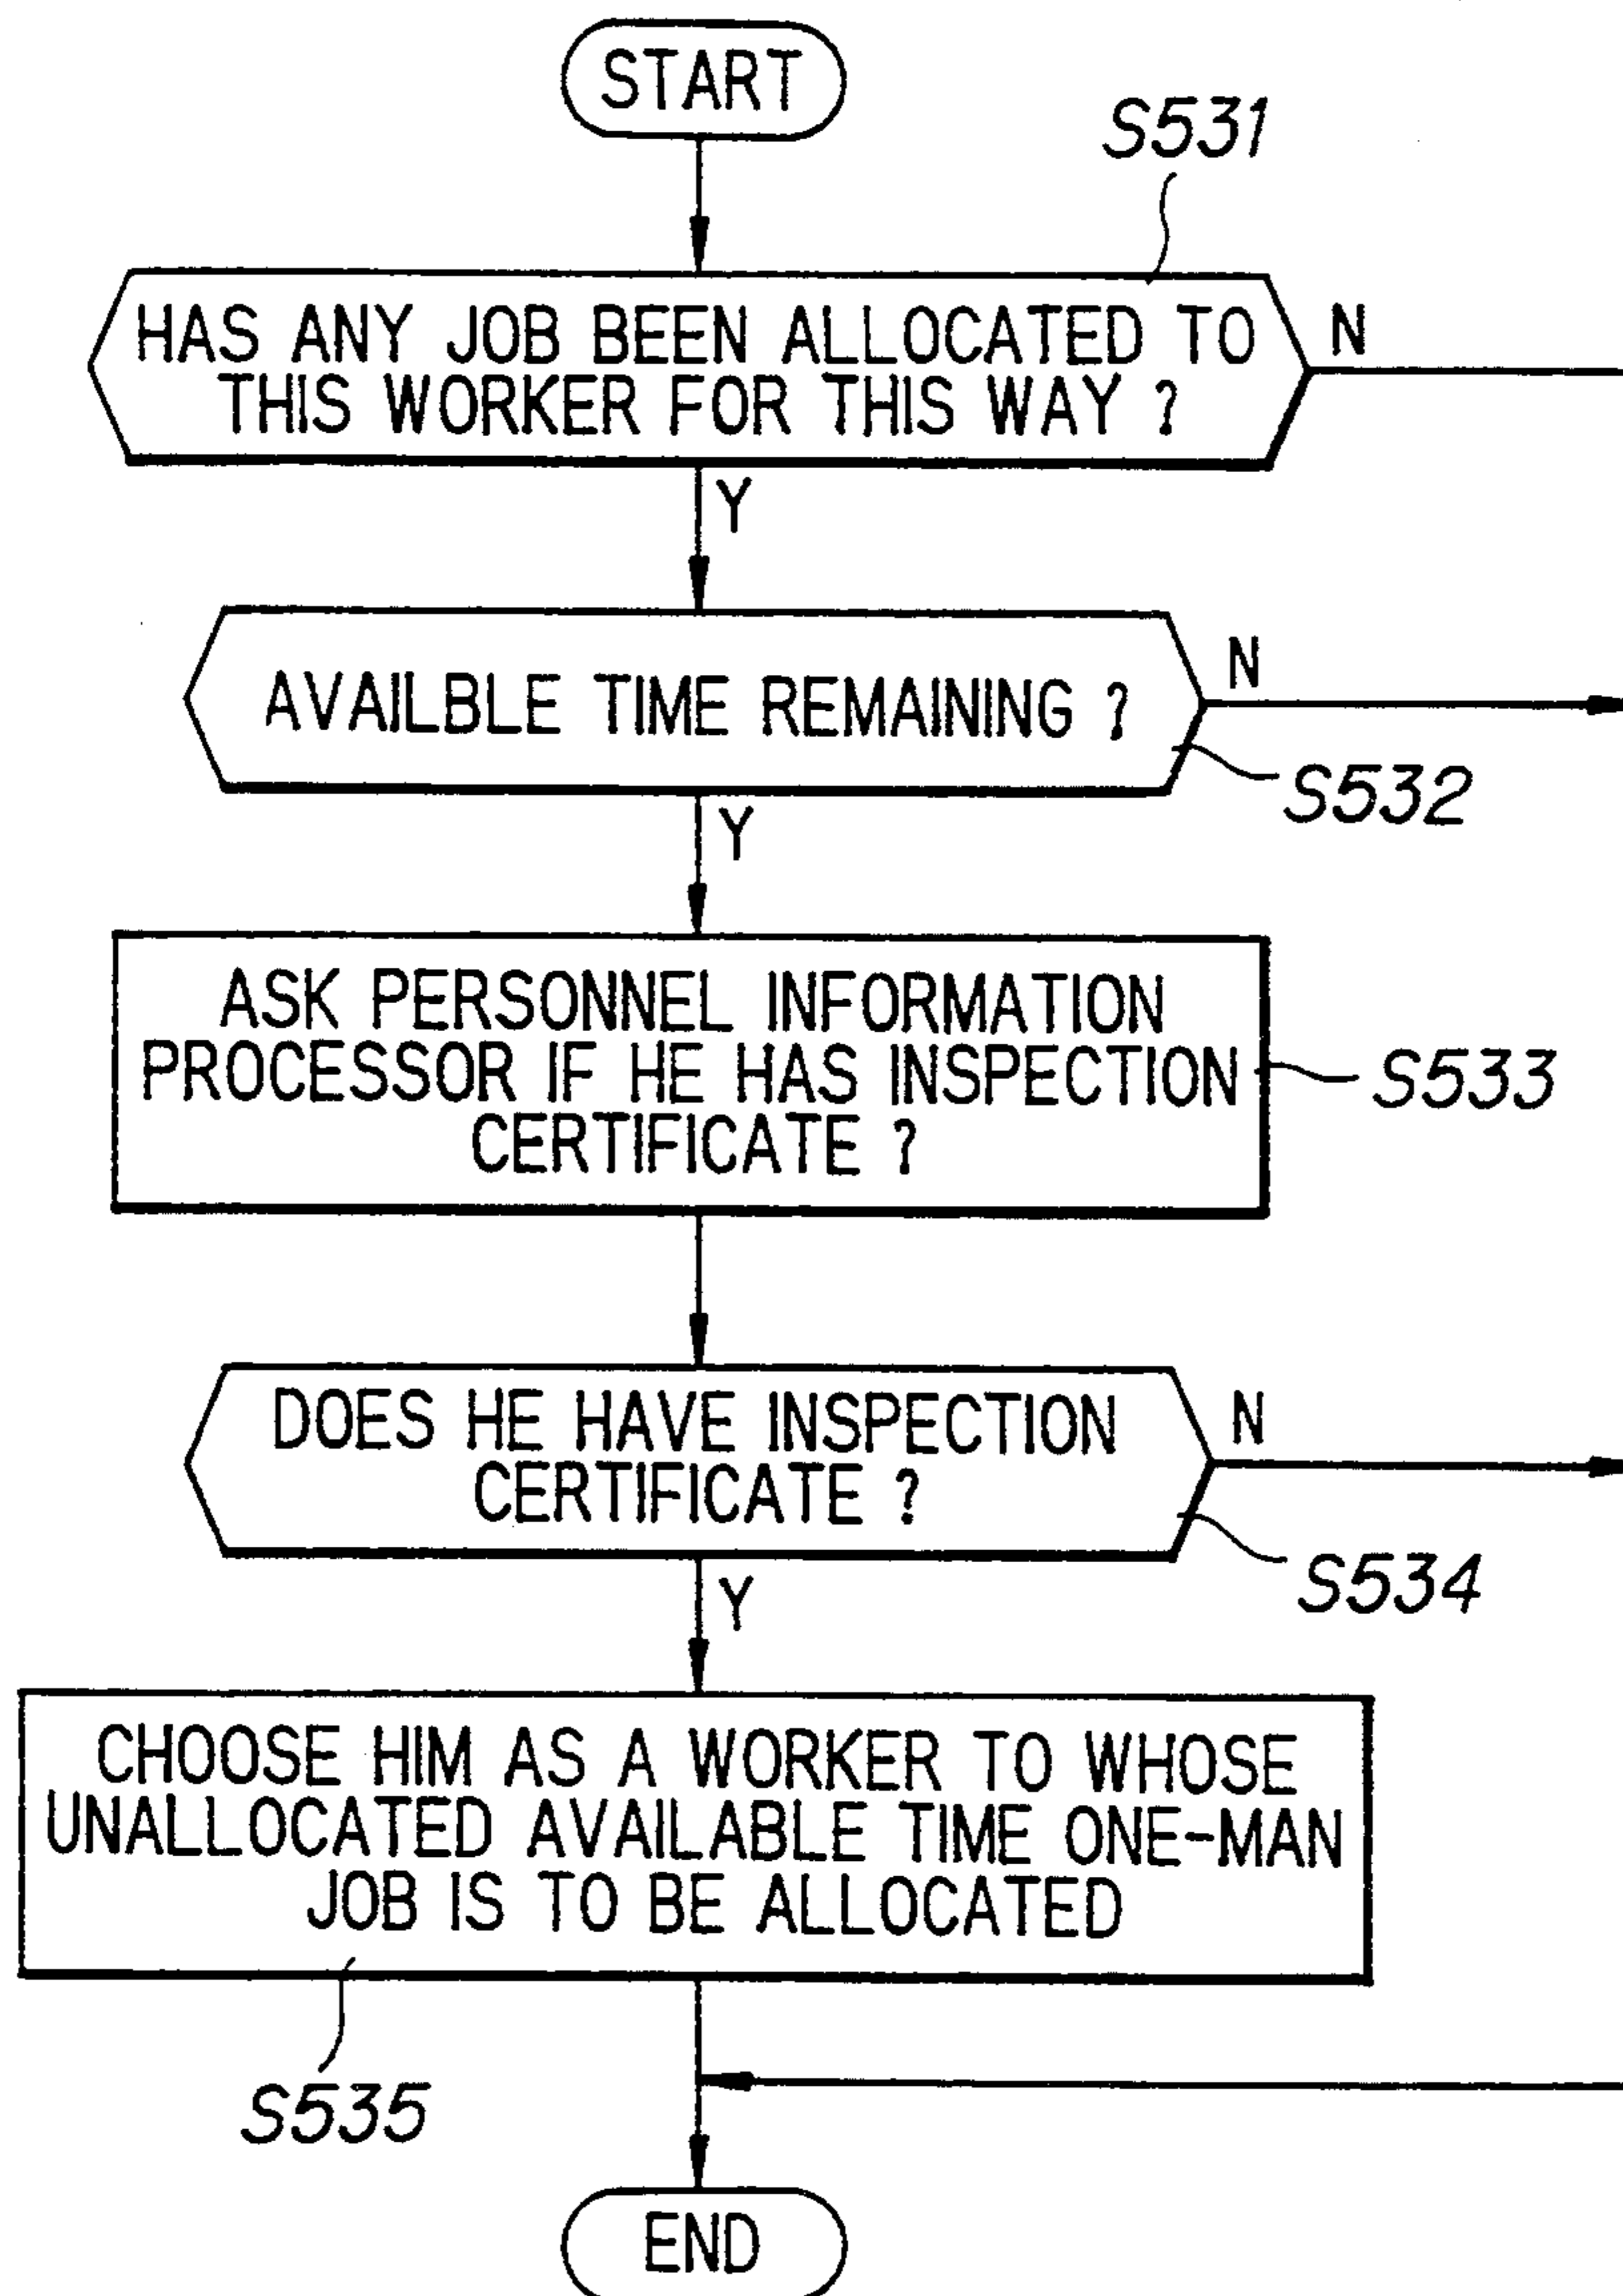 START
S531
HAS ANY JOB BEEN ALLOCATED TO
THIS WORKER FOR THIS WAY ?
N
Y
AVAILBLE TIME REMAINING ?
N
S532
Y
ASK PERSONNEL INFORMATION
PROCESSOR IF HE HAS INSPECTION
CERTIFICATE ?
S533
DOES HE HAVE INSPECTION
CERTIFICATE ?
N
S534
Y
CHOOSE HIM AS A WORKER TO WHOSE
UNALLOCATED AVAILABLE TIME ONE-MAN
JOB IS TO BE ALLOCATED
S535
END